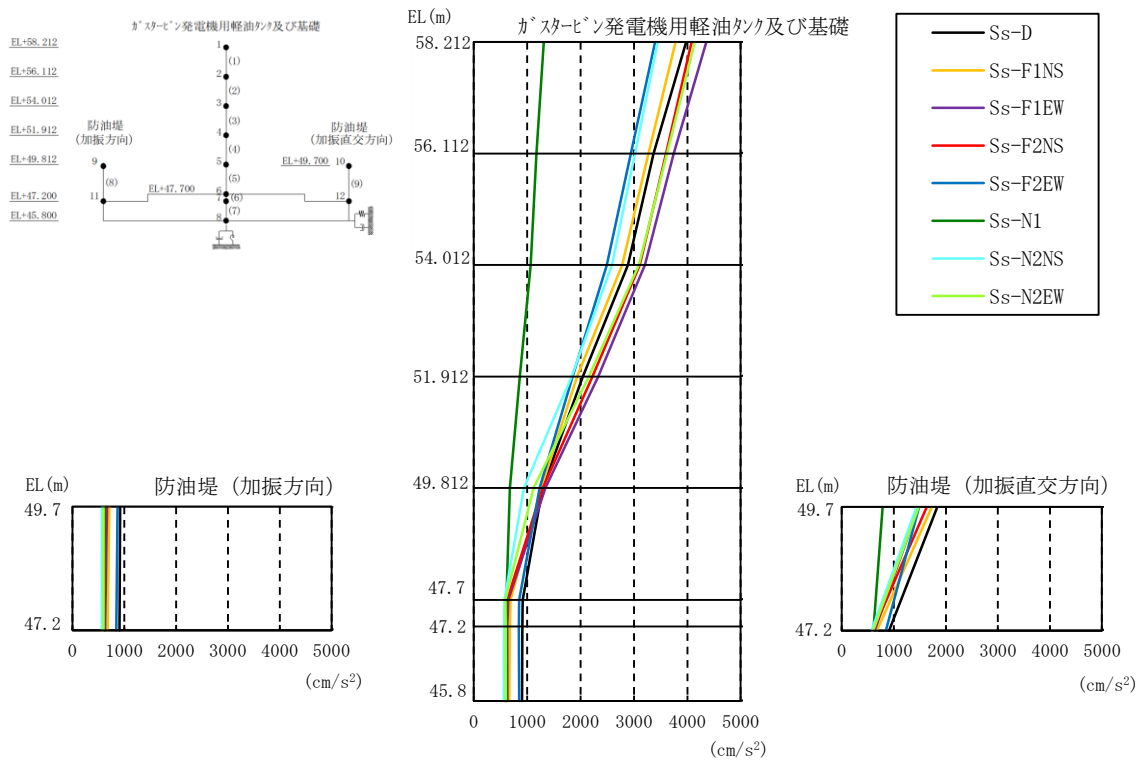 ｶﾞｽﾀｰﾋﾞﾝ発電機用軽油ﾀﾝｸ及び基礎
EL+58.212
EL+56.112
EL+54.012
EL+51.912
EL+49.812
EL+47.200
EL+45.800
防油堤
(加振方向)
防油堤
(加振直交方向)
EL+47.700
EL+49.700
1
(1)
2
(2)
3
(3)
4
(4)
5
(5)
6
(6)
7
(7)
8
9
(8)
11
10
(9)
12
EL(m)
ｶﾞｽﾀｰﾋﾞﾝ発電機用軽油ﾀﾝｸ及び基礎
58.212
56.112
54.012
51.912
49.812
47.7
47.2
45.8
0 1000 2000 3000 4000 5000
(cm/s²)
Ss-D
Ss-F1NS
Ss-F1EW
Ss-F2NS
Ss-F2EW
Ss-N1
Ss-N2NS
Ss-N2EW
EL(m)
防油堤 (加振方向)
49.7
47.2
0 1000 2000 3000 4000 5000
(cm/s²)
EL(m)
防油堤 (加振直交方向)
49.7
47.2
0 1000 2000 3000 4000 5000
(cm/s²)